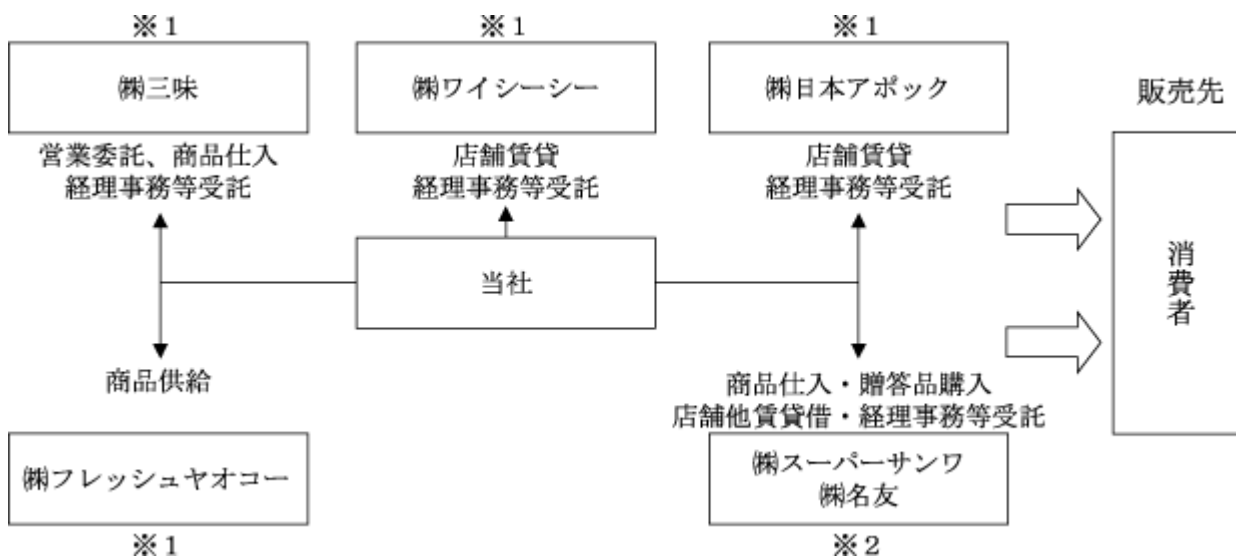 ※1
㈱三味
営業委託、商品仕入
経理事務等受託
※1
㈱ワイシーシー
店舗賃貸
経理事務等受託
※1
㈱日本アポック
店舗賃貸
経理事務等受託
販売先
消費者
当社
商品供給
㈱フレッシュヤオコー
※1
商品仕入・贈答品購入
店舗他賃貸借・経理事務等受託
㈱スーパーサンワ
㈱名友
※2